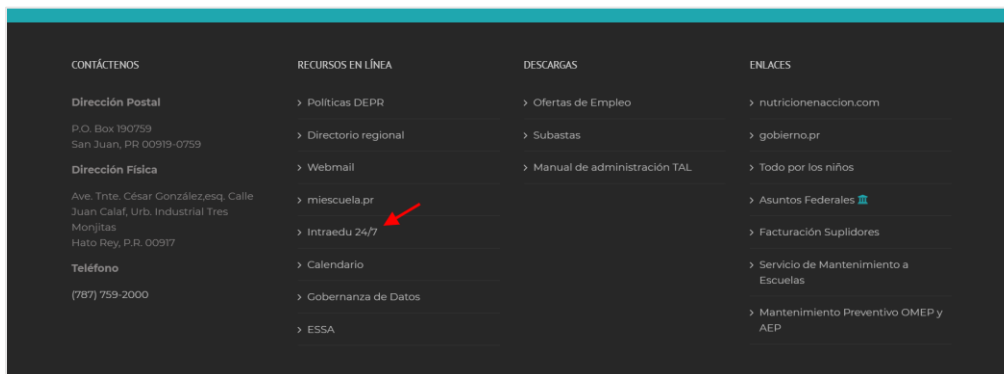 CONTÁCTENOS
Dirección Postal
P.O. Box 190759
San Juan, PR 00919-0759
Dirección Física
Ave. Tnte. César González,esq. Calle
Juan Calaf, Urb. Industrial Tres
Monjitas
Hato Rey, P.R. 00917
Teléfono
(787) 759-2000
RECURSOS EN LÍNEA
> Políticas DEPR
> Directorio regional
> Webmail
> miescuela.pr
> Intraedu 24/7
> Calendario
> Gobernanza de Datos
> ESSA
DESCARGAS
> Ofertas de Empleo
> Subastas
> Manual de administración TAL
ENLACES
> nutricionenaccion.com
> gobierno.pr
> Todo por los niños
> Asuntos Federales
> Facturación Suplidores
> Servicio de Mantenimiento a
Escuelas
> Mantenimiento Preventivo OMEP y
AEP